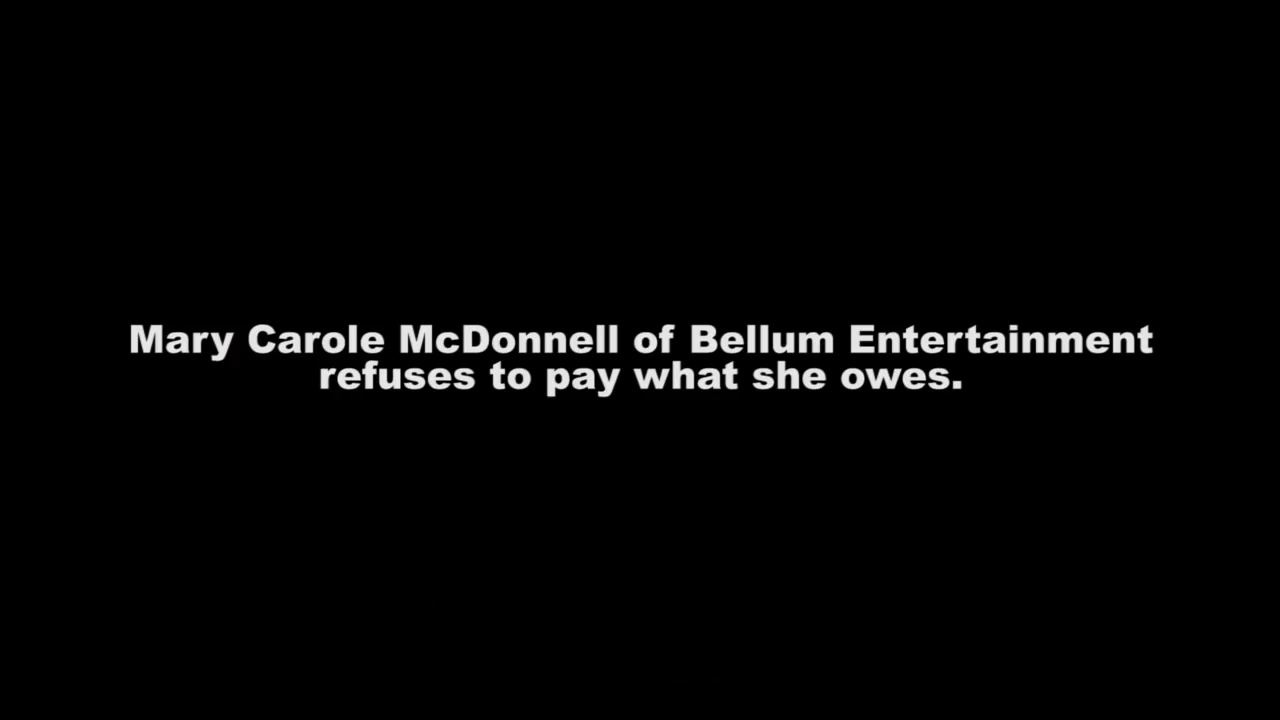 Mary Carole McDonnell of Bellum Entertainment
refuses to pay what she owes.